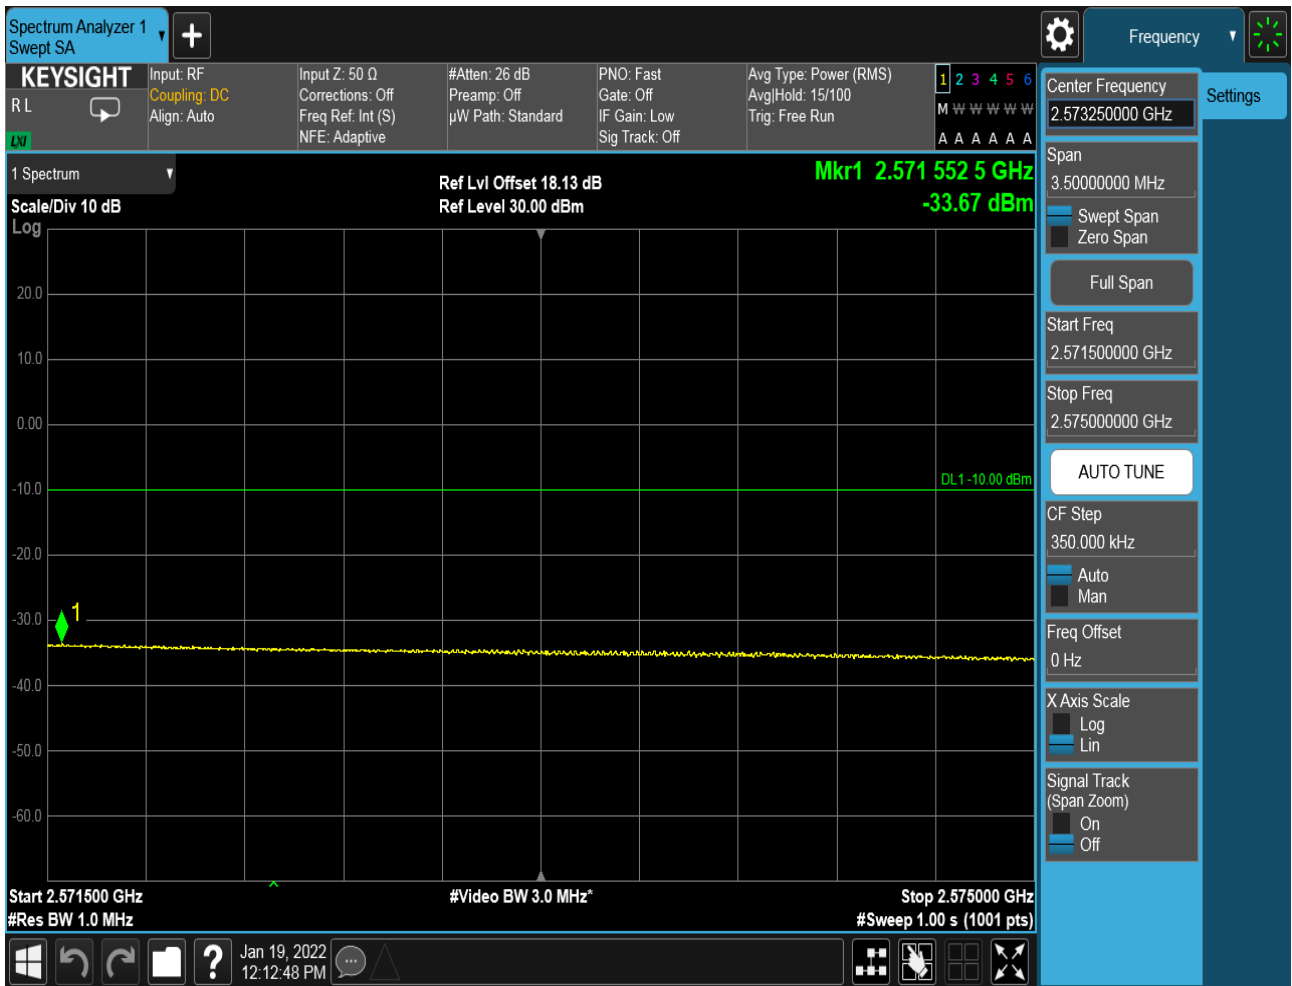 Spectrum Analyzer 1
Swept SA
Frequency
KEYSIGHT
R L
LXI
Input: RF
Coupling: DC
Align: Auto
Input Z: 50 Ω
Corrections: Off
Freq Ref: Int (S)
NFE: Adaptive
#Atten: 26 dB
Preamp: Off
µW Path: Standard
PNO: Fast
Gate: Off
IF Gain: Low
Sig Track: Off
Avg Type: Power (RMS)
Avg|Hold: 15/100
Trig: Free Run
1 2 3 4 5 6
M W W W W W
A A A A A A
1 Spectrum
Scale/Div 10 dB
Log
Ref Lvl Offset 18.13 dB
Ref Level 30.00 dBm
Mkr1 2.571 552 5 GHz
-33.67 dBm
20.0
10.0
0.00
-10.0
DL1 -10.00 dBm
-20.0
-30.0
1
-40.0
-50.0
-60.0
Start 2.571500 GHz
#Res BW 1.0 MHz
#Video BW 3.0 MHz*
Stop 2.575000 GHz
#Sweep 1.00 s (1001 pts)
Jan 19, 2022
12:12:48 PM
Center Frequency
2.573250000 GHz
Settings
Span
3.50000000 MHz
Swept Span
Zero Span
Full Span
Start Freq
2.571500000 GHz
Stop Freq
2.575000000 GHz
AUTO TUNE
CF Step
350.000 kHz
Auto
Man
Freq Offset
0 Hz
X Axis Scale
Log
Lin
Signal Track
(Span Zoom)
On
Off